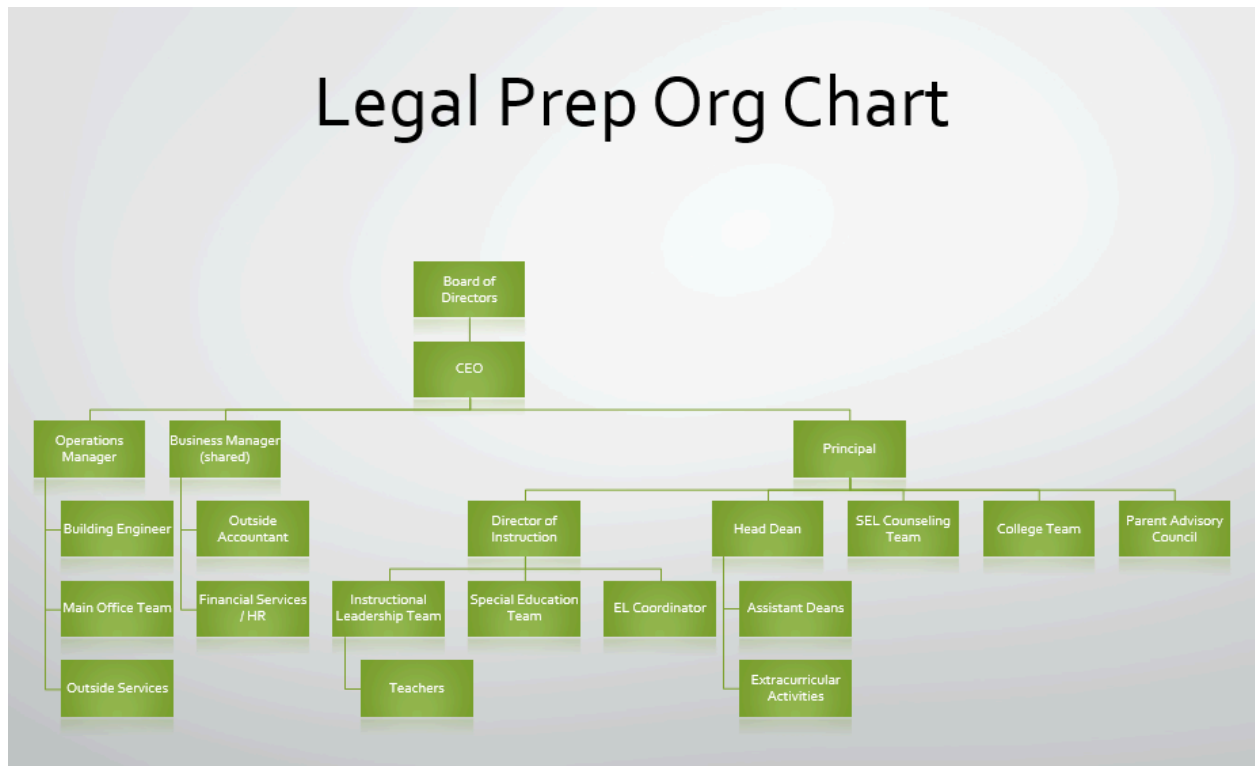 Legal Prep Org Chart
Board of
Directors
CEO
Operations
Manager
Business Manager
(shared)
Principal
Building Engineer
Outside
Accountant
Director of
Instruction
Head Dean
SEL Counseling
Team
College Team
Parent Advisory
Council
Main Office Team
Financial Services
/ HR
Instructional
Leadership Team
Special Education
Team
EL Coordinator
Assistant Deans
Outside Services
Teachers
Extracurricular
Activities